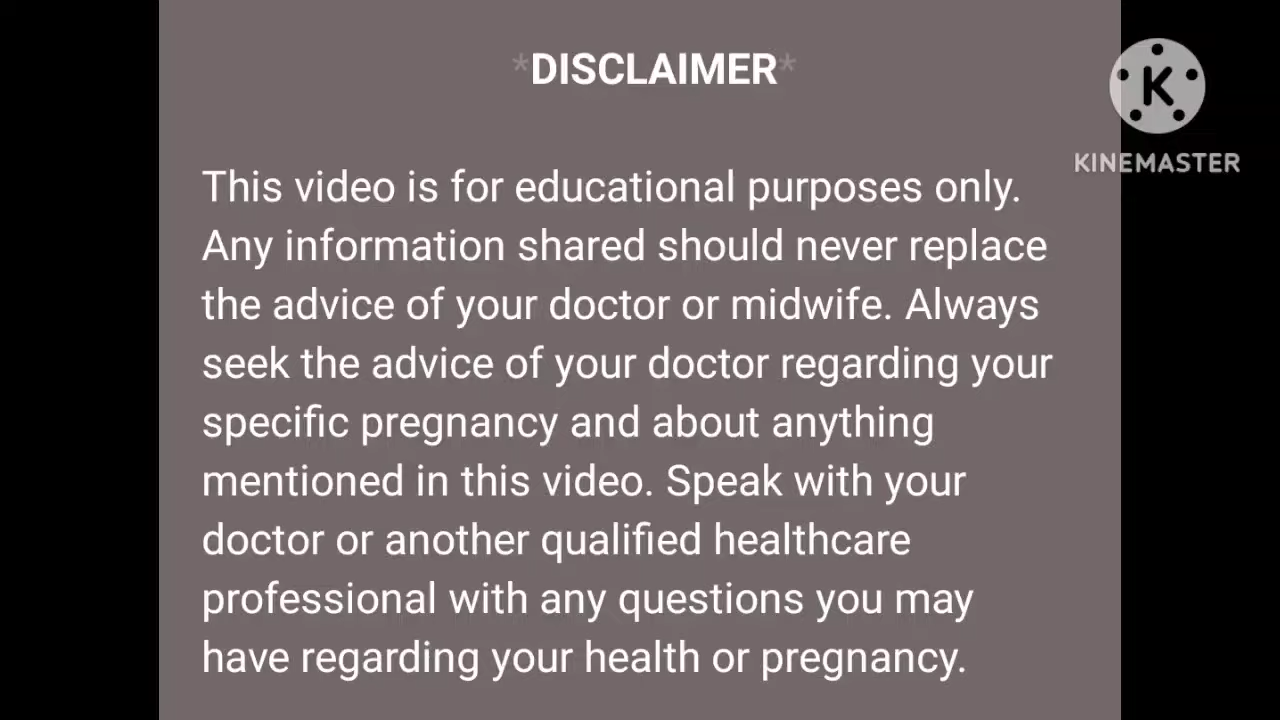 *DISCLAIMER*
K
KINEMASTER
This video is for educational purposes only.
Any information shared should never replace
the advice of your doctor or midwife. Always
seek the advice of your doctor regarding your
specific pregnancy and about anything
mentioned in this video. Speak with your
doctor or another qualified healthcare
professional with any questions you may
have regarding your health or pregnancy.